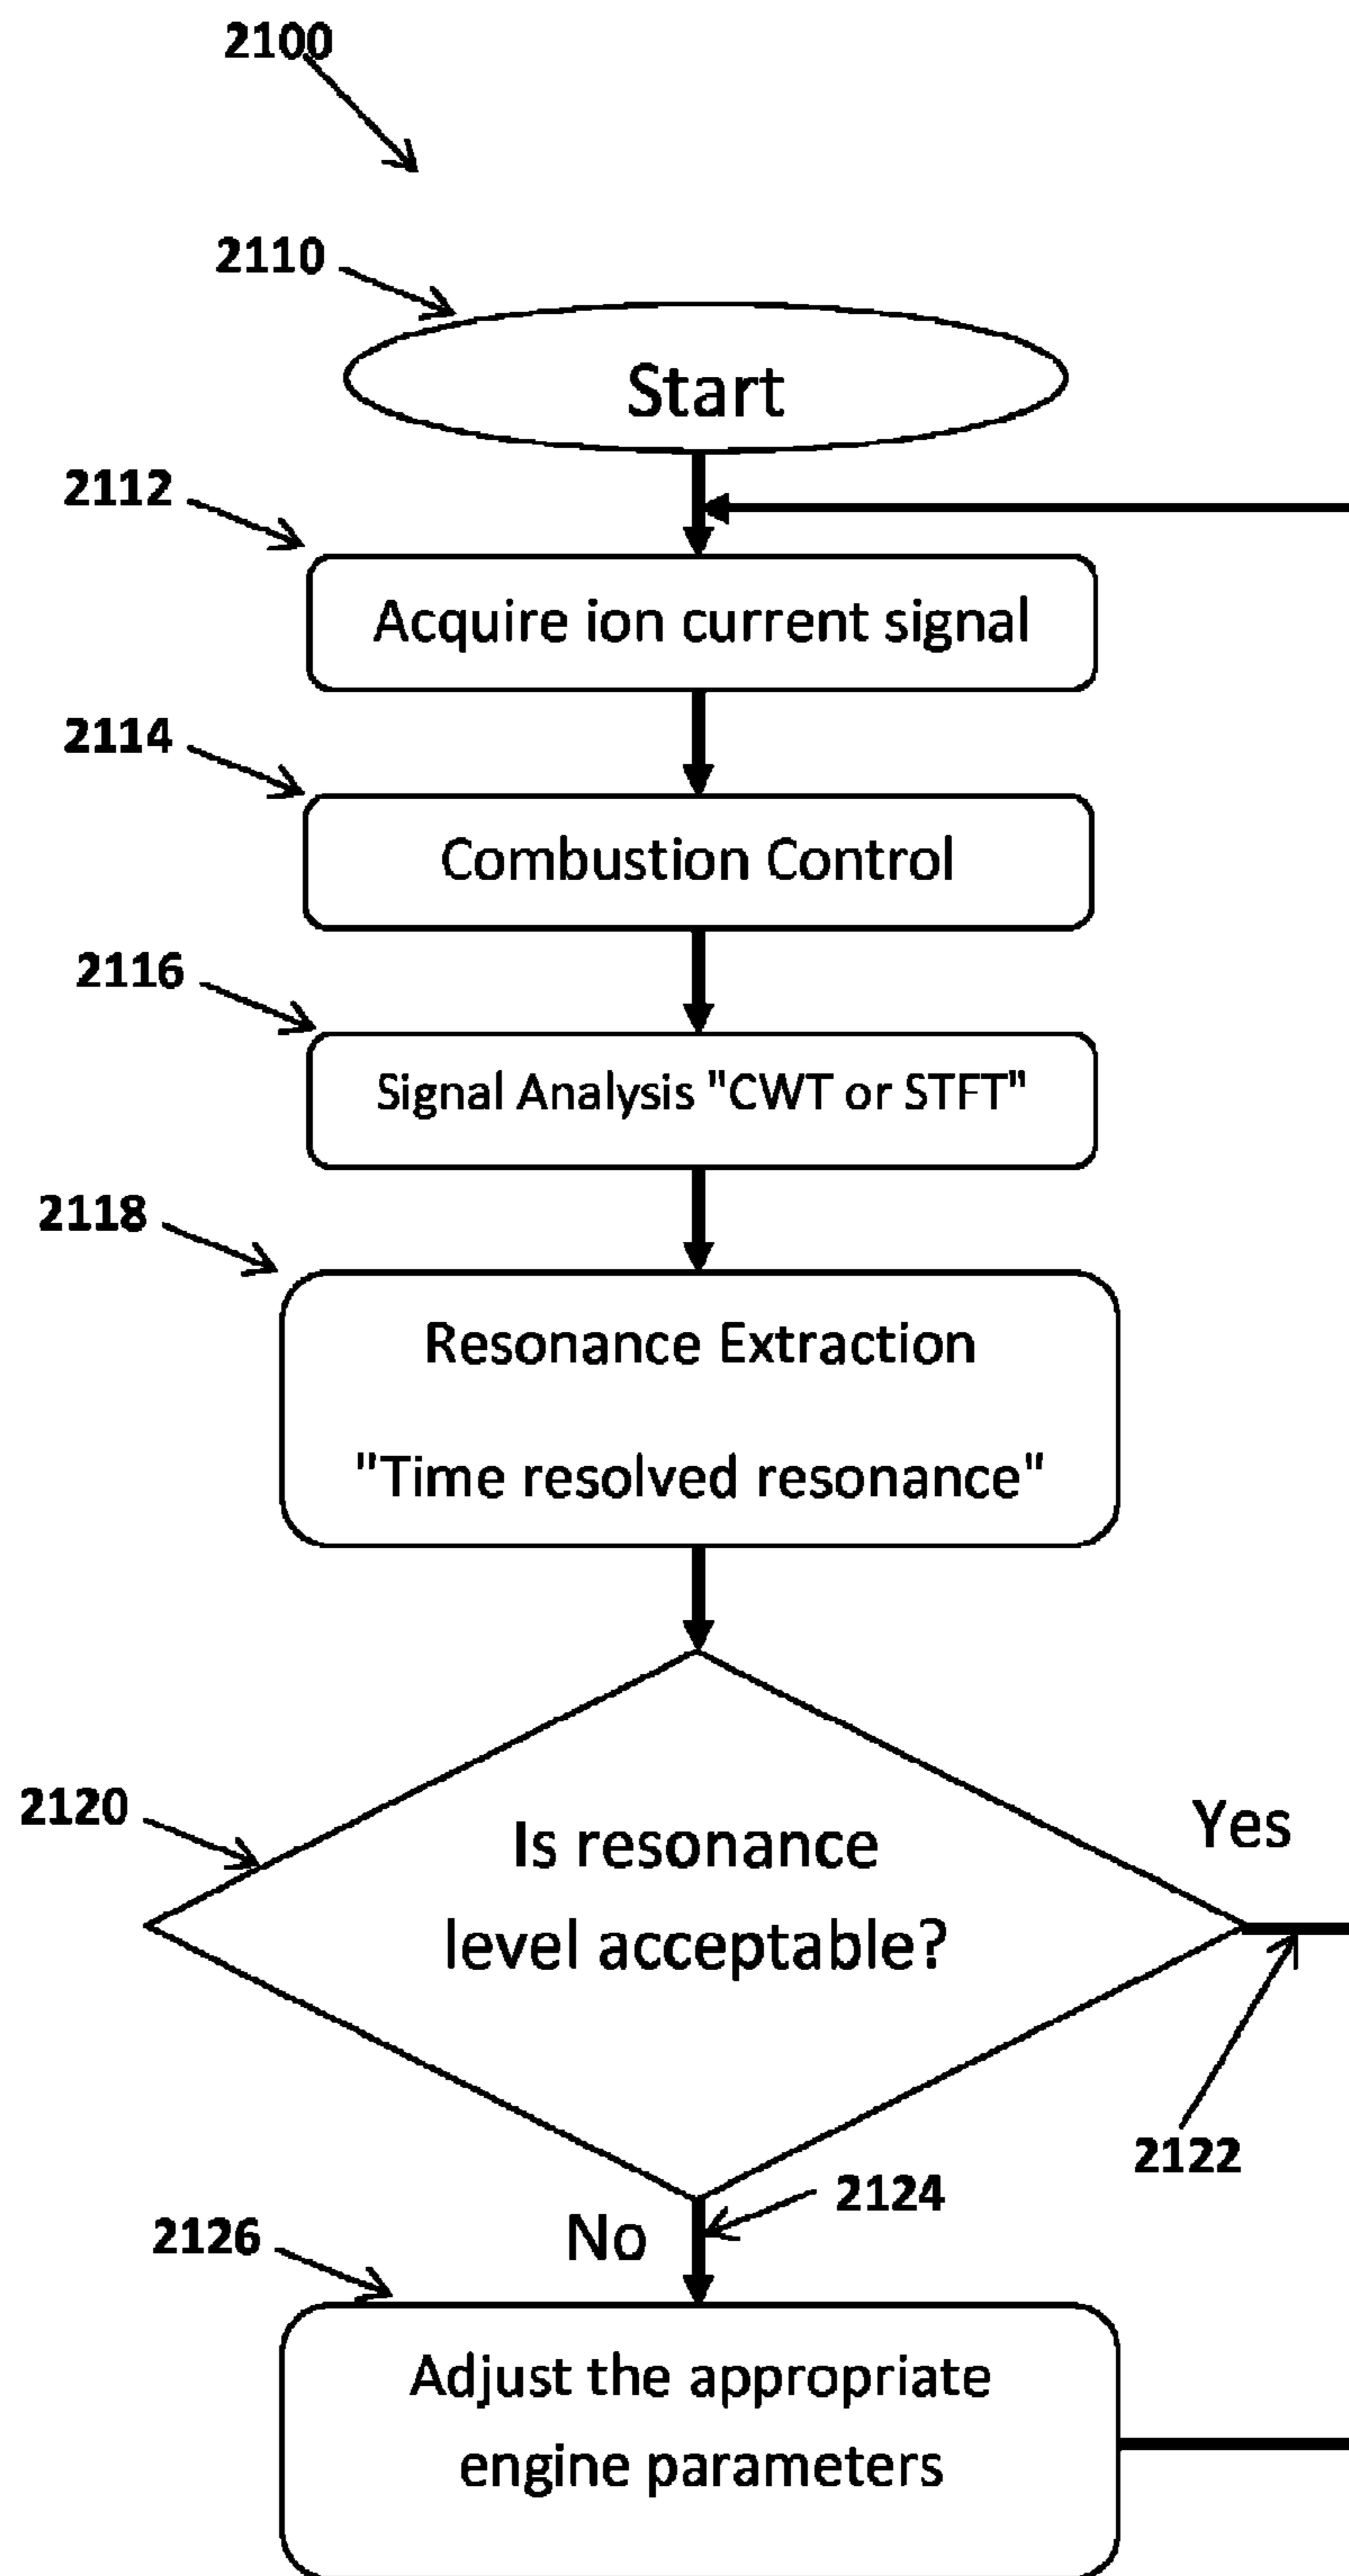 2100
2110
Start
2112
Acquire ion current signal
2114
Combustion Control
2116
Signal Analysis "CWT or STFT"
2118
Resonance Extraction
"Time resolved resonance"
2120
Is resonance
level acceptable?
Yes
2122
2124
No
2126
Adjust the appropriate
engine parameters